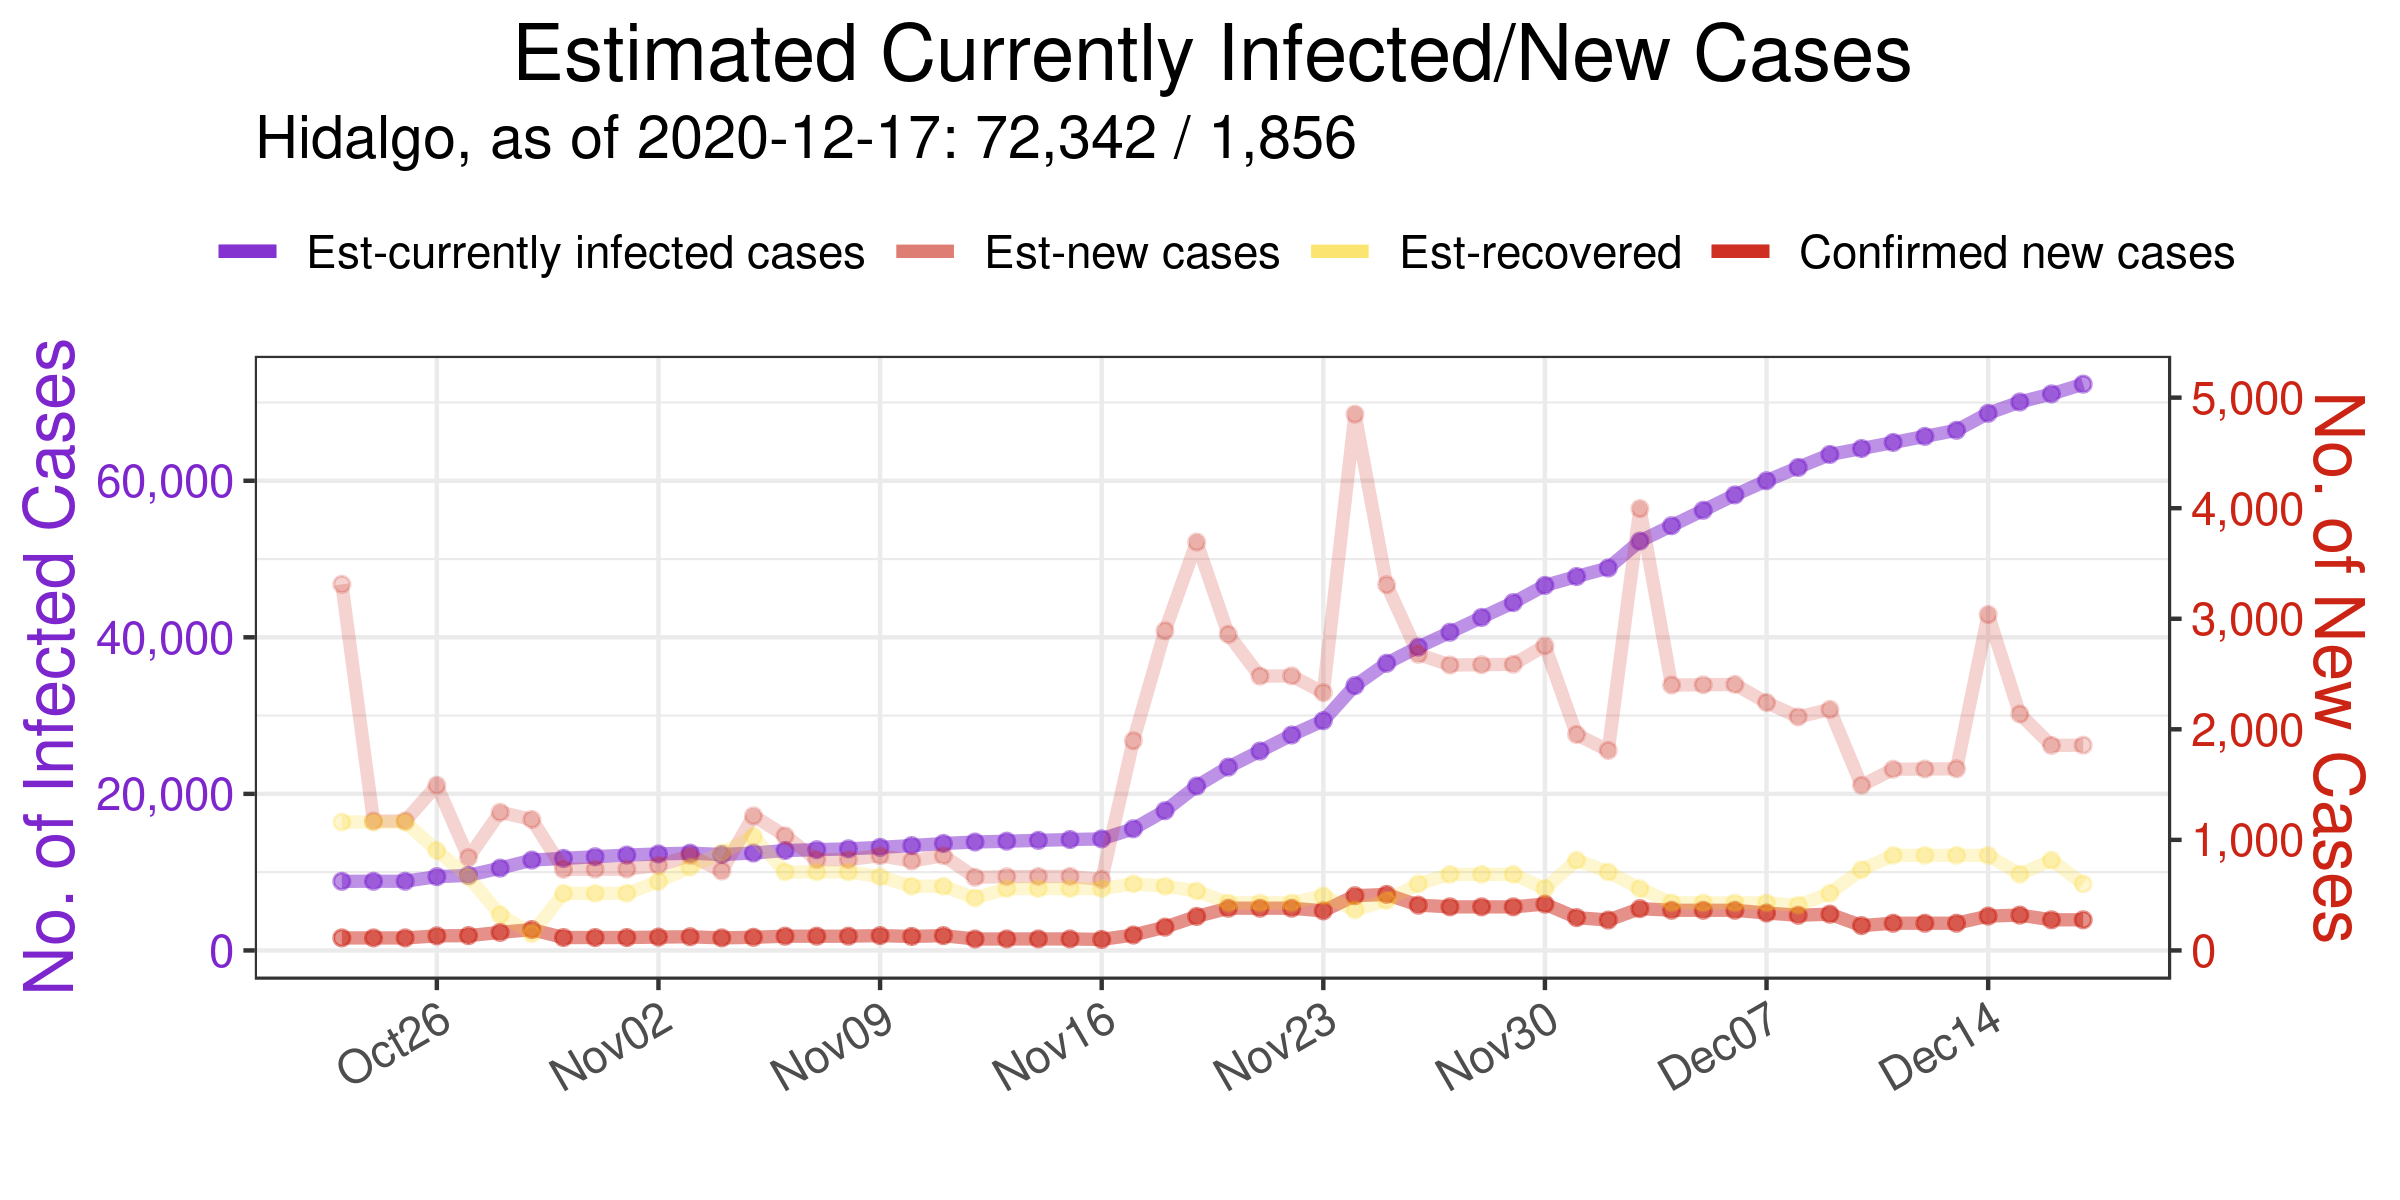 Estimated Currently Infected/New Cases
Hidalgo, as of 2020-12-17: 72,342 / 1,856
Est-currently infected cases Est-new cases Est-recovered Confirmed new cases
No. of Infected Cases
60,000
40,000
20,000
0
5,000
4,000
3,000
2,000
1,000
0
No. of New Cases
Oct26 Nov02 Nov09 Nov16 Nov23 Nov30 Dec07 Dec14